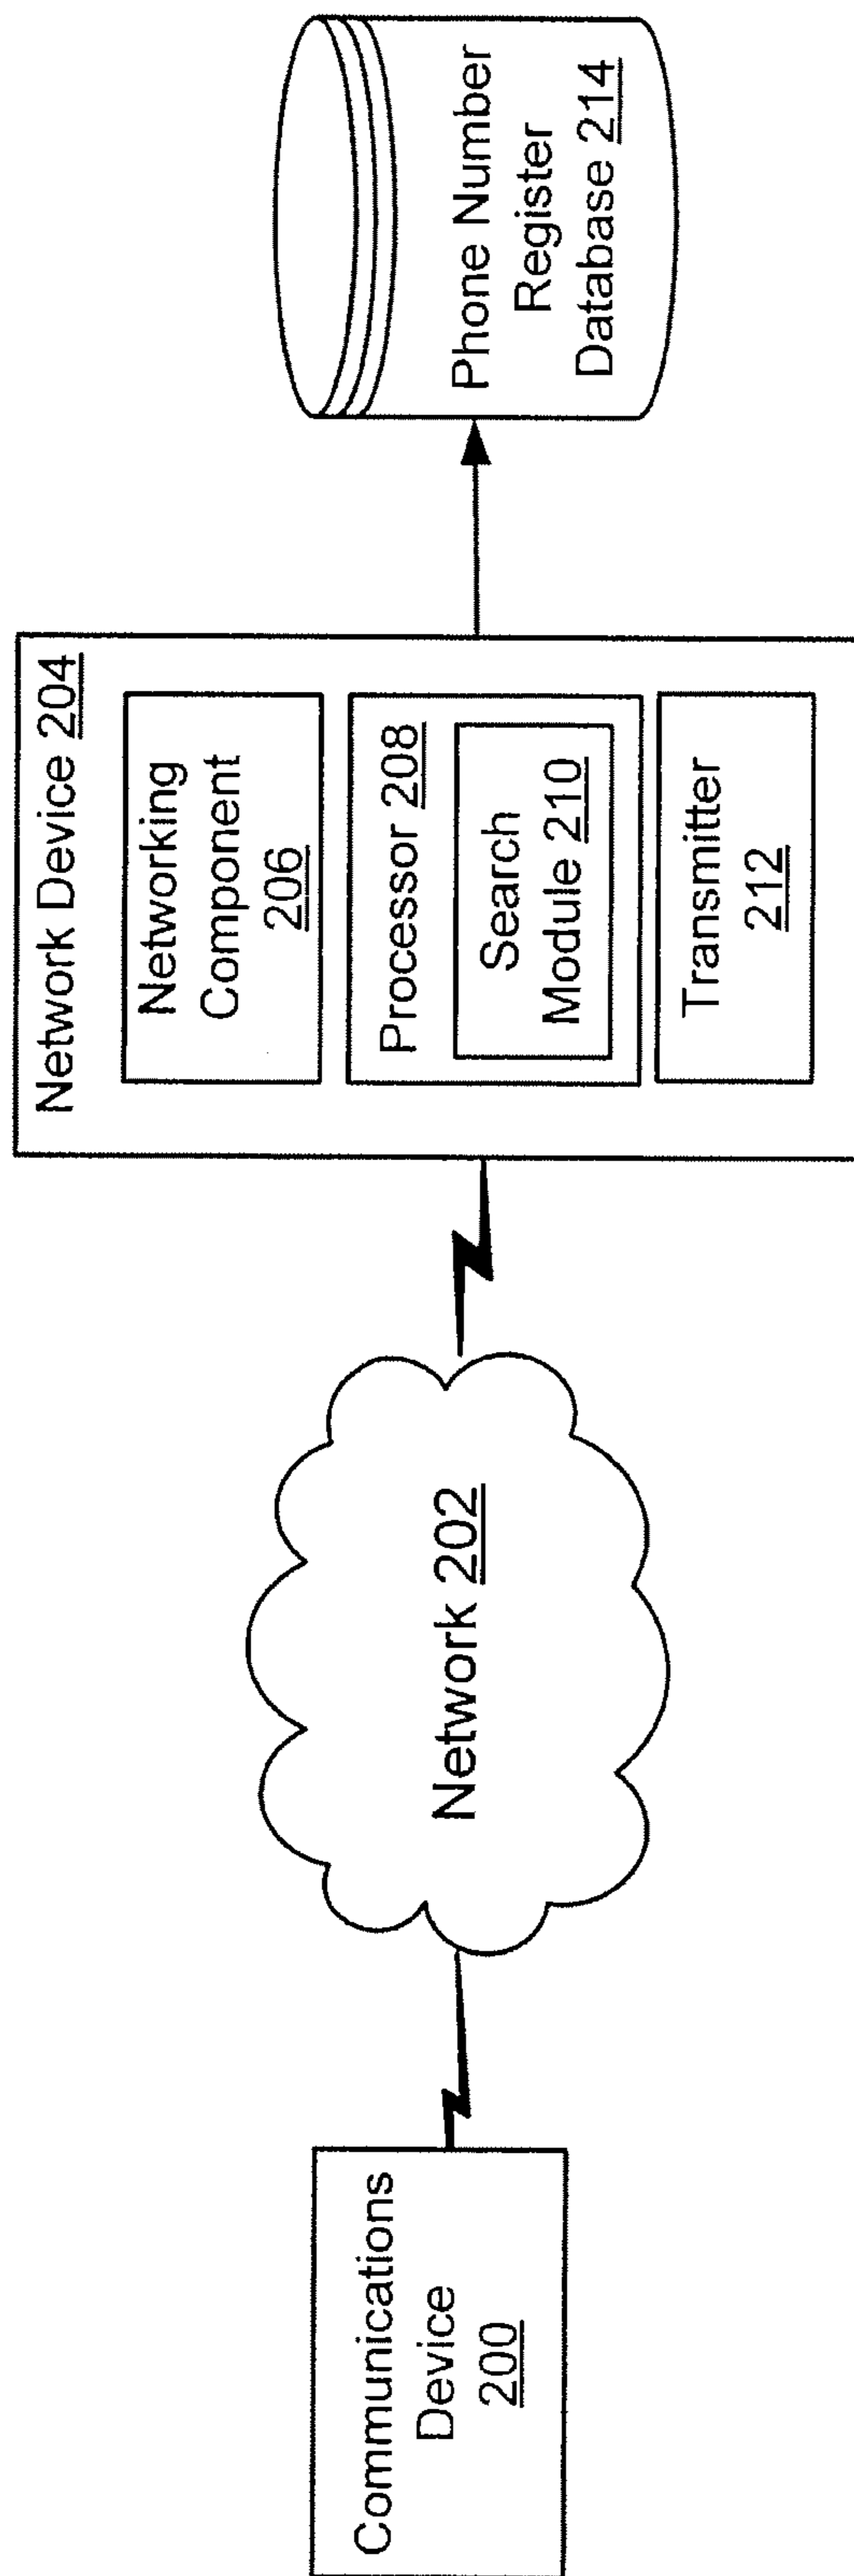 Communications
Device
200
Network 202
Network Device 204
Networking
Component
206
Processor 208
Search
Module 210
Transmitter
212
Phone Number
Register
Database 214